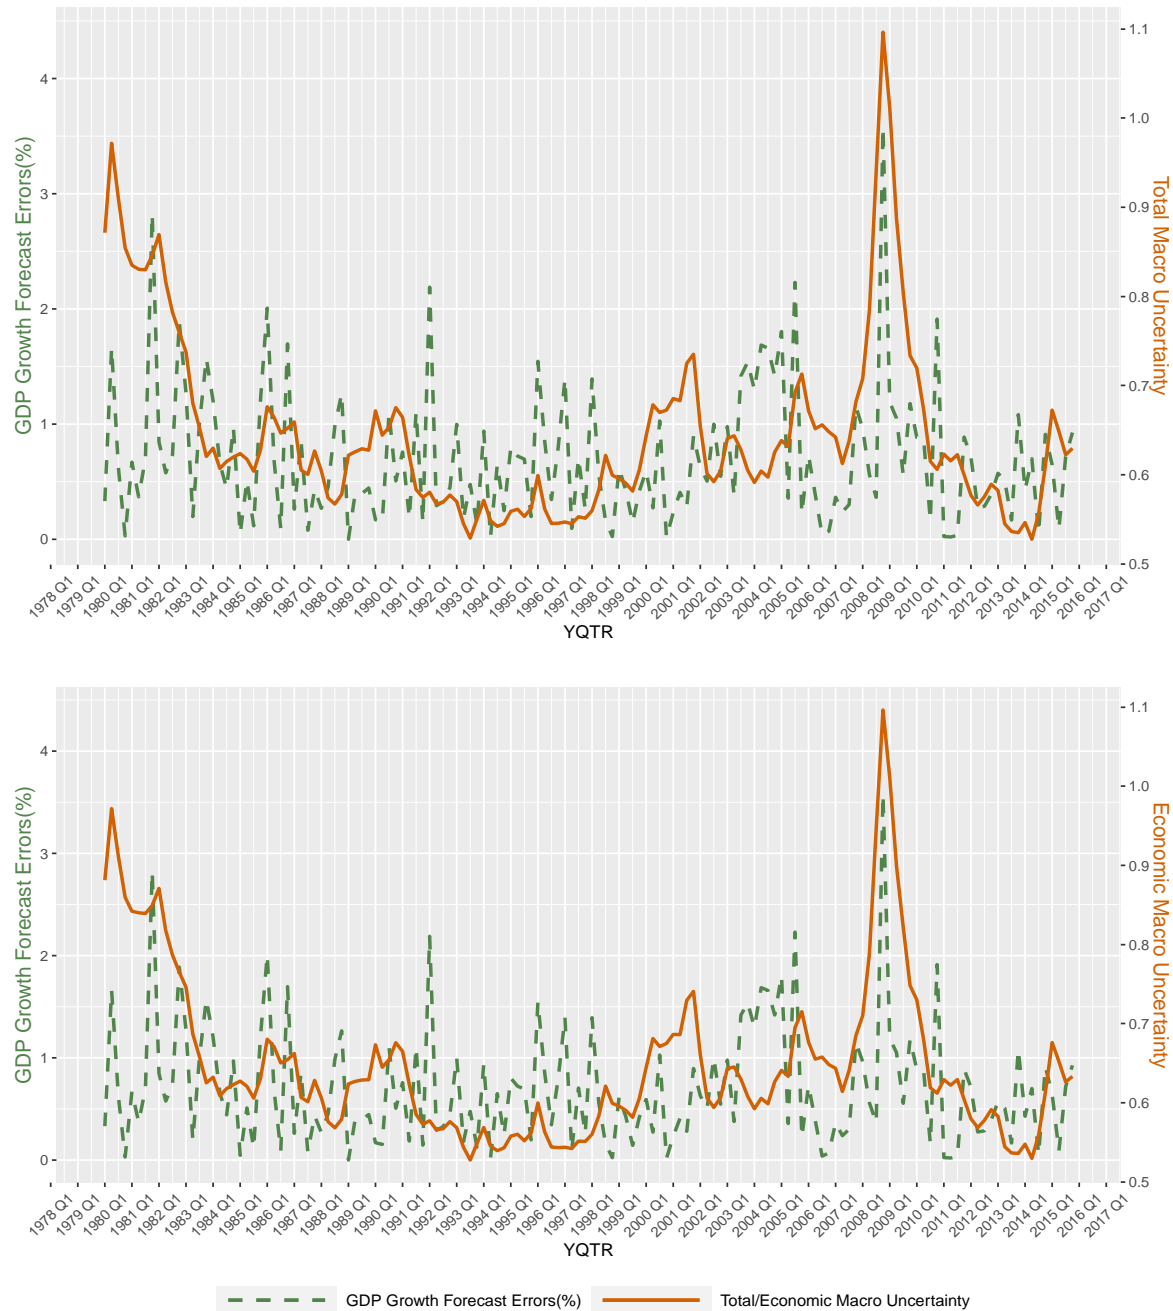 4
3
2
1
0
GDP Growth Forecast Errors(%)
1.1
1.0
0.9
0.8
0.7
0.6
0.5
Total Macro Uncertainty
1978 Q1
1979 Q1
1980 Q1
1981 Q1
1982 Q1
1983 Q1
1984 Q1
1985 Q1
1986 Q1
1987 Q1
1988 Q1
1989 Q1
1990 Q1
1991 Q1
1992 Q1
1993 Q1
1994 Q1
1995 Q1
1996 Q1
1997 Q1
1998 Q1
1999 Q1
2000 Q1
2001 Q1
2002 Q1
2003 Q1
2004 Q1
2005 Q1
2006 Q1
2007 Q1
2008 Q1
2009 Q1
2010 Q1
2011 Q1
2012 Q1
2013 Q1
2014 Q1
2015 Q1
2016 Q1
2017 Q1
YQTR
4
3
2
1
0
GDP Growth Forecast Errors(%)
1.1
1.0
0.9
0.8
0.7
0.6
0.5
Economic Macro Uncertainty
1978 Q1
1979 Q1
1980 Q1
1981 Q1
1982 Q1
1983 Q1
1984 Q1
1985 Q1
1986 Q1
1987 Q1
1988 Q1
1989 Q1
1990 Q1
1991 Q1
1992 Q1
1993 Q1
1994 Q1
1995 Q1
1996 Q1
1997 Q1
1998 Q1
1999 Q1
2000 Q1
2001 Q1
2002 Q1
2003 Q1
2004 Q1
2005 Q1
2006 Q1
2007 Q1
2008 Q1
2009 Q1
2010 Q1
2011 Q1
2012 Q1
2013 Q1
2014 Q1
2015 Q1
2016 Q1
2017 Q1
YQTR
GDP Growth Forecast Errors(%)
Total/Economic Macro Uncertainty